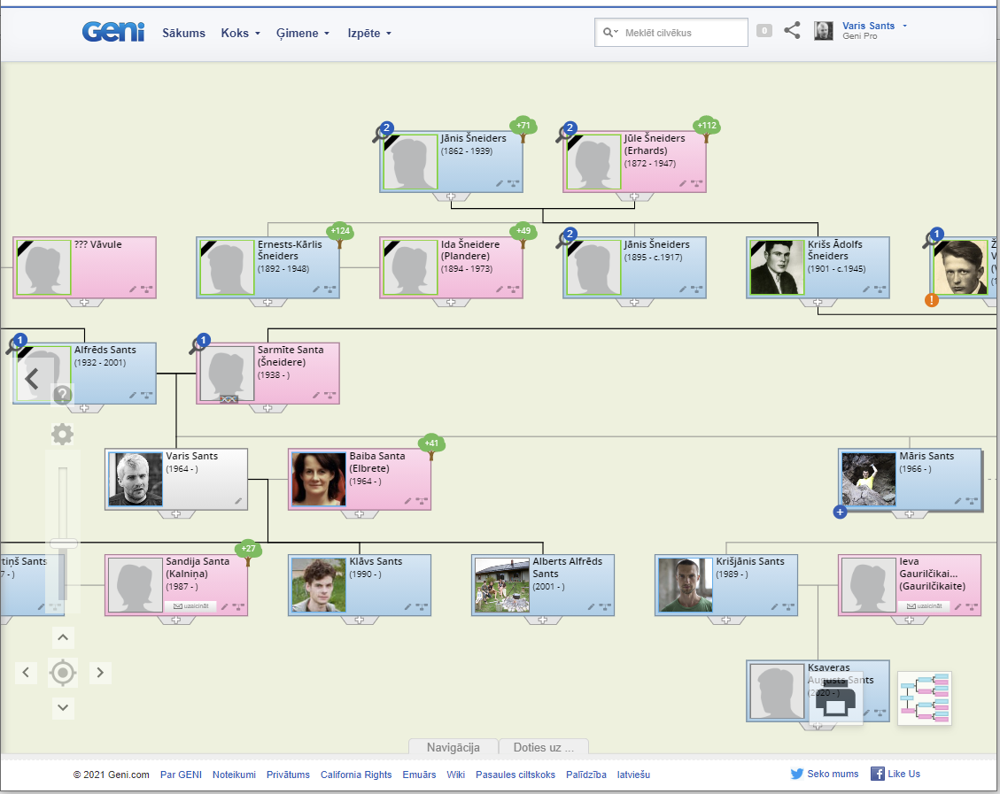 Geni
Sākums Koks Ģimene Izpēte
Meklēt cilvēkus
0
Varis Sants
Geni Pro
2
Jānis Šneiders
(1862 - 1939)
+71
2
Jūle Šneiders
(Erhards)
(1872 - 1947)
+112
??? Vāvule
Ernests-Kārlis
Šneiders
(1892 - 1948)
+124
Ida Šneidere
(Plandere)
(1894 - 1973)
+49
2
Jānis Šneiders
(1895 - c.1917)
Krišs Ādolfs
Šneiders
(1901 - c.1945)
1
!
1
Alfrēds Sants
(1932 - 2001)
1
Sarmīte Santa
(Šneidere)
(1938 - )
?
Varis Sants
(1964 - )
Baiba Santa
(Elbrete)
(1964 - )
+41
Māris Sants
(1966 - )
+
tiņš Sants
7 - )
Sandija Santa
(Kalniņa)
(1987 - )
uzaicināt
+27
Klāvs Sants
(1990 - )
Alberts Alfrēds
Sants
(2001 - )
Krišjānis Sants
(1989 - )
Ieva
Gaurilčikai...
(Gaurilčikaite)
uzaicināt
Ksaveras
Augusts Sants
(2020 - )
Navigācija Doties uz ...
© 2021 Geni.com Par GENI Noteikumi Privātums California Rights Emuārs Wiki Pasaules ciltskoks Palīdzība latviešu Seko mums Like Us